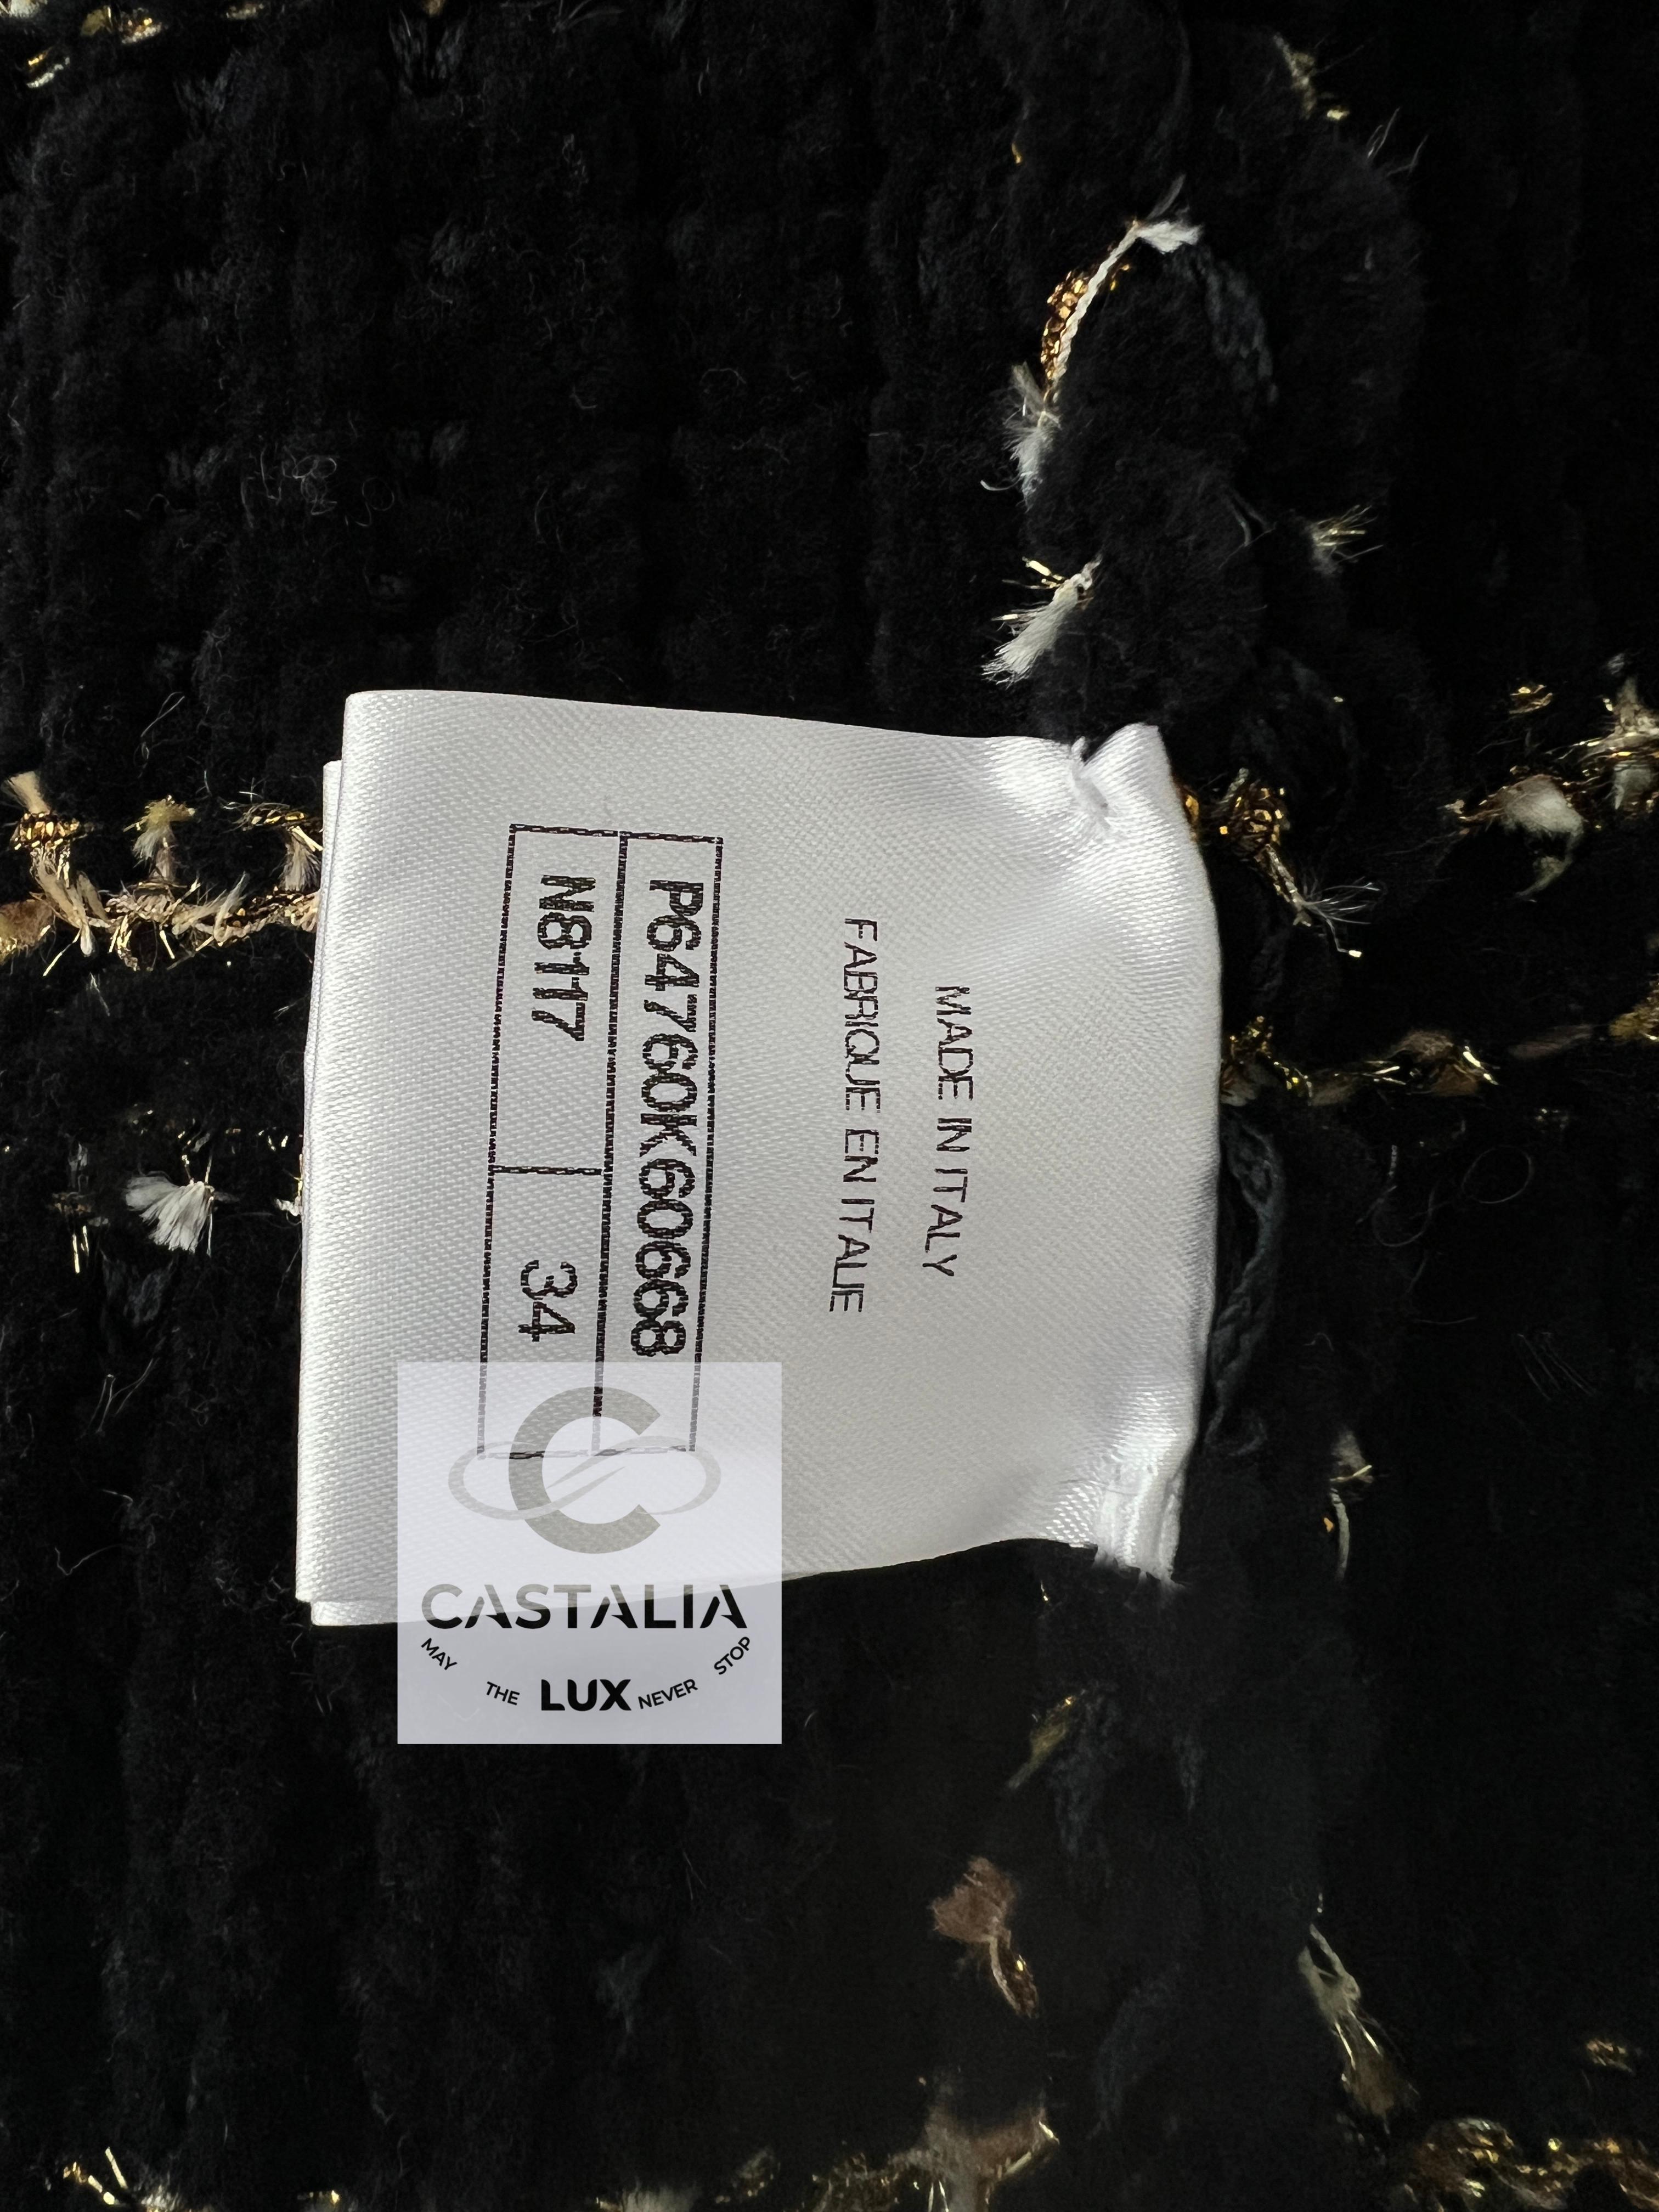 MADE IN ITALY
FABRIQUE EN ITALIE
P64760K60668
N8117 34
CASTALIA
MAY THE LUX NEVER STOP